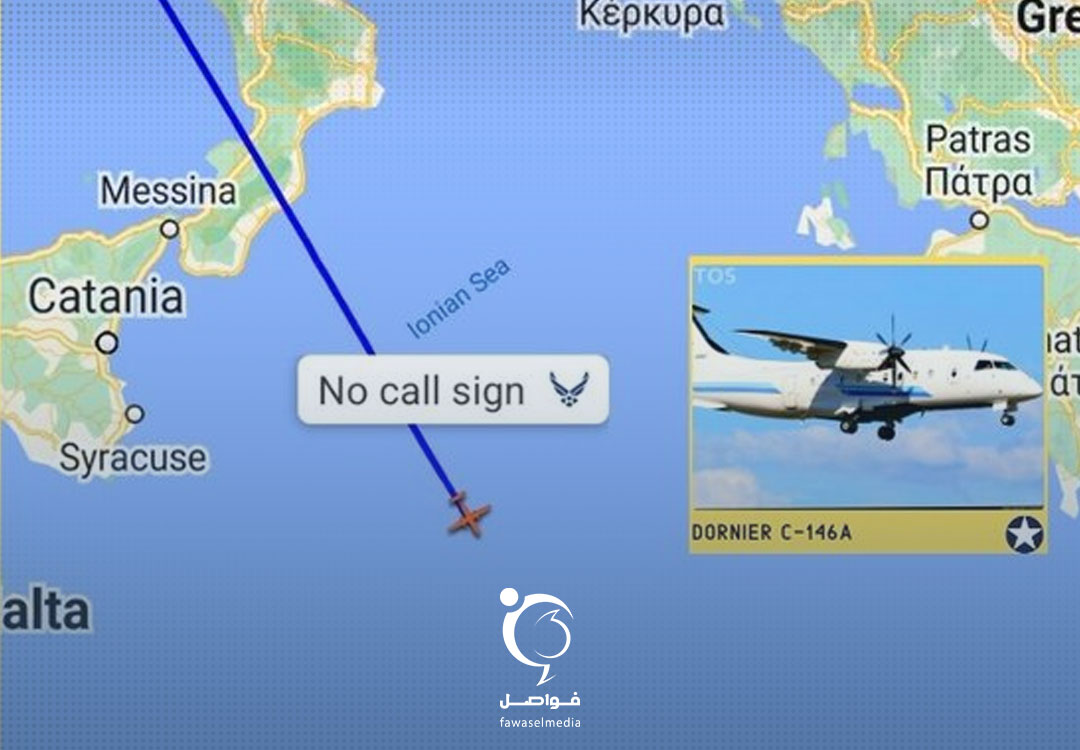 Κέρκυρα
Gre
Patras
Πάτρα
Messina
Catania
Ionian Sea
TOS
No call sign
Syracuse
DORNIER C-146A
alta
فواصل
fawaselmedia